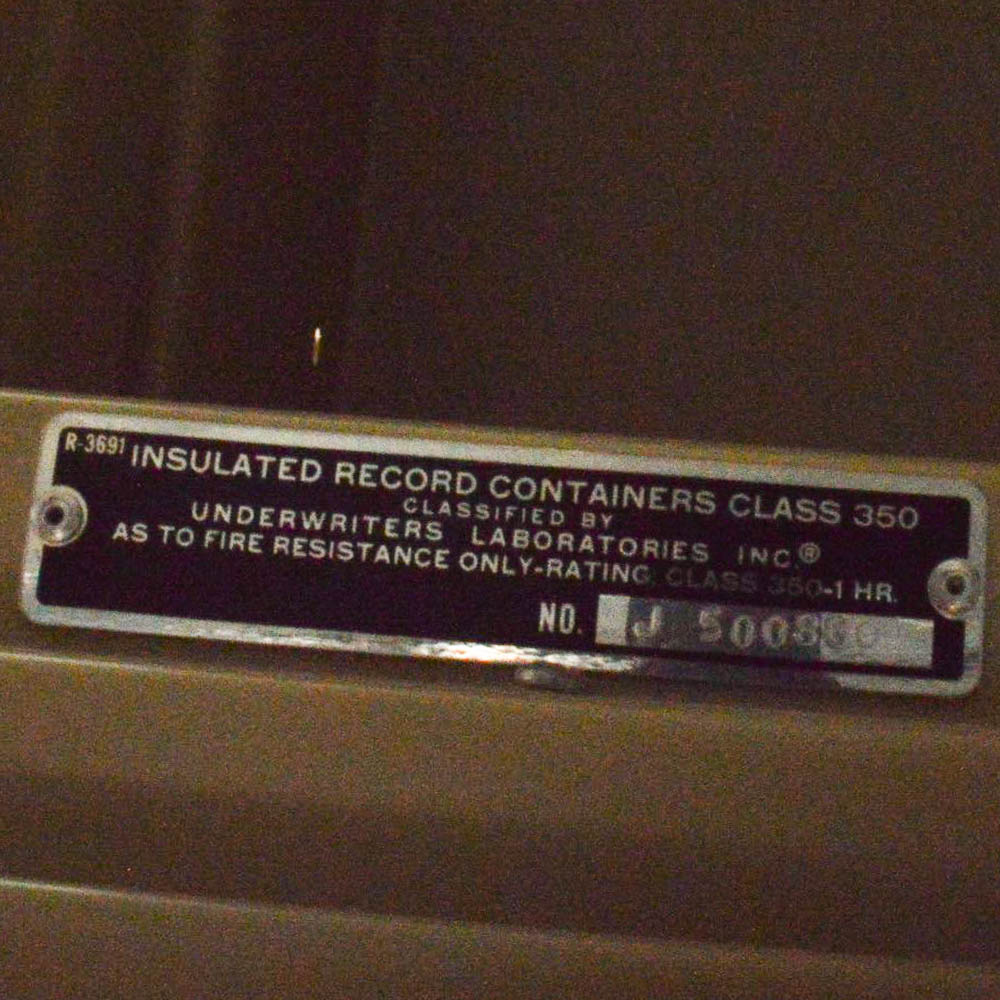 R-3691 INSULATED RECORD CONTAINERS CLASS 350
CLASSIFIED BY
UNDERWRITERS LABORATORIES INC.®
AS TO FIRE RESISTANCE ONLY-RATING, CLASS 350-1 HR.
NO. J